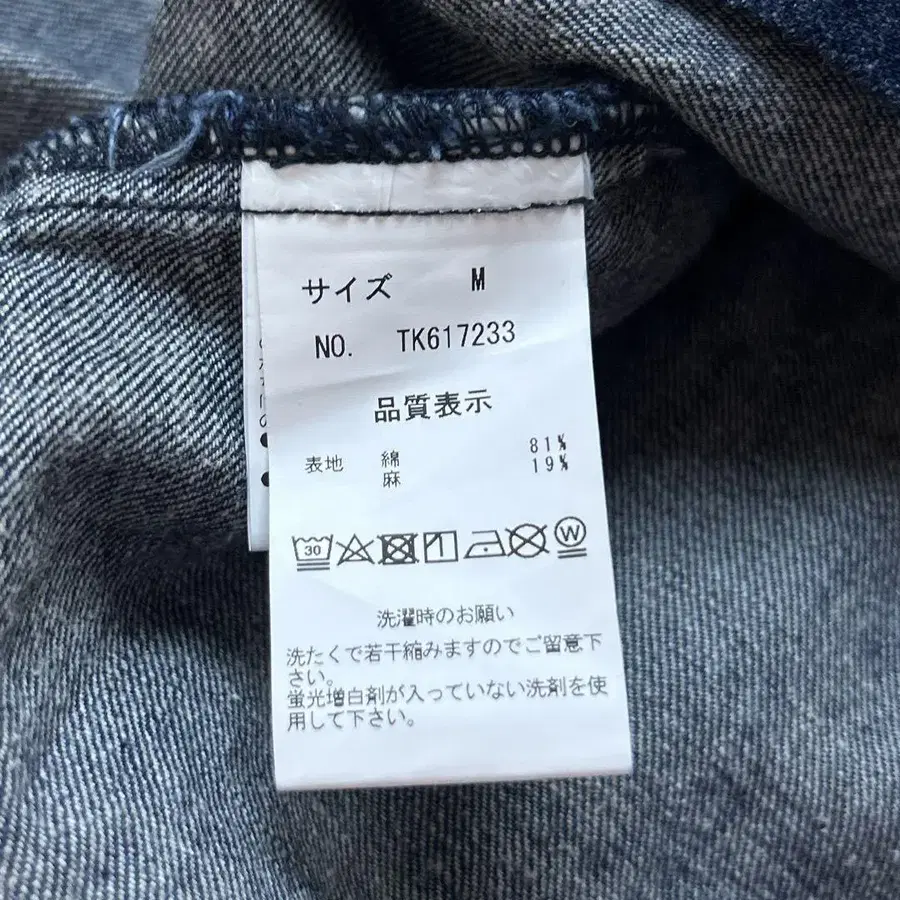 サイズ M
NO. TK617233
品質表示
表地 綿 81%
麻 19%
30
W
洗濯時のお願い
洗たくで若干縮みますのでご留意下
さい。
蛍光増白剤が入っていない洗剤を使
用して下さい。